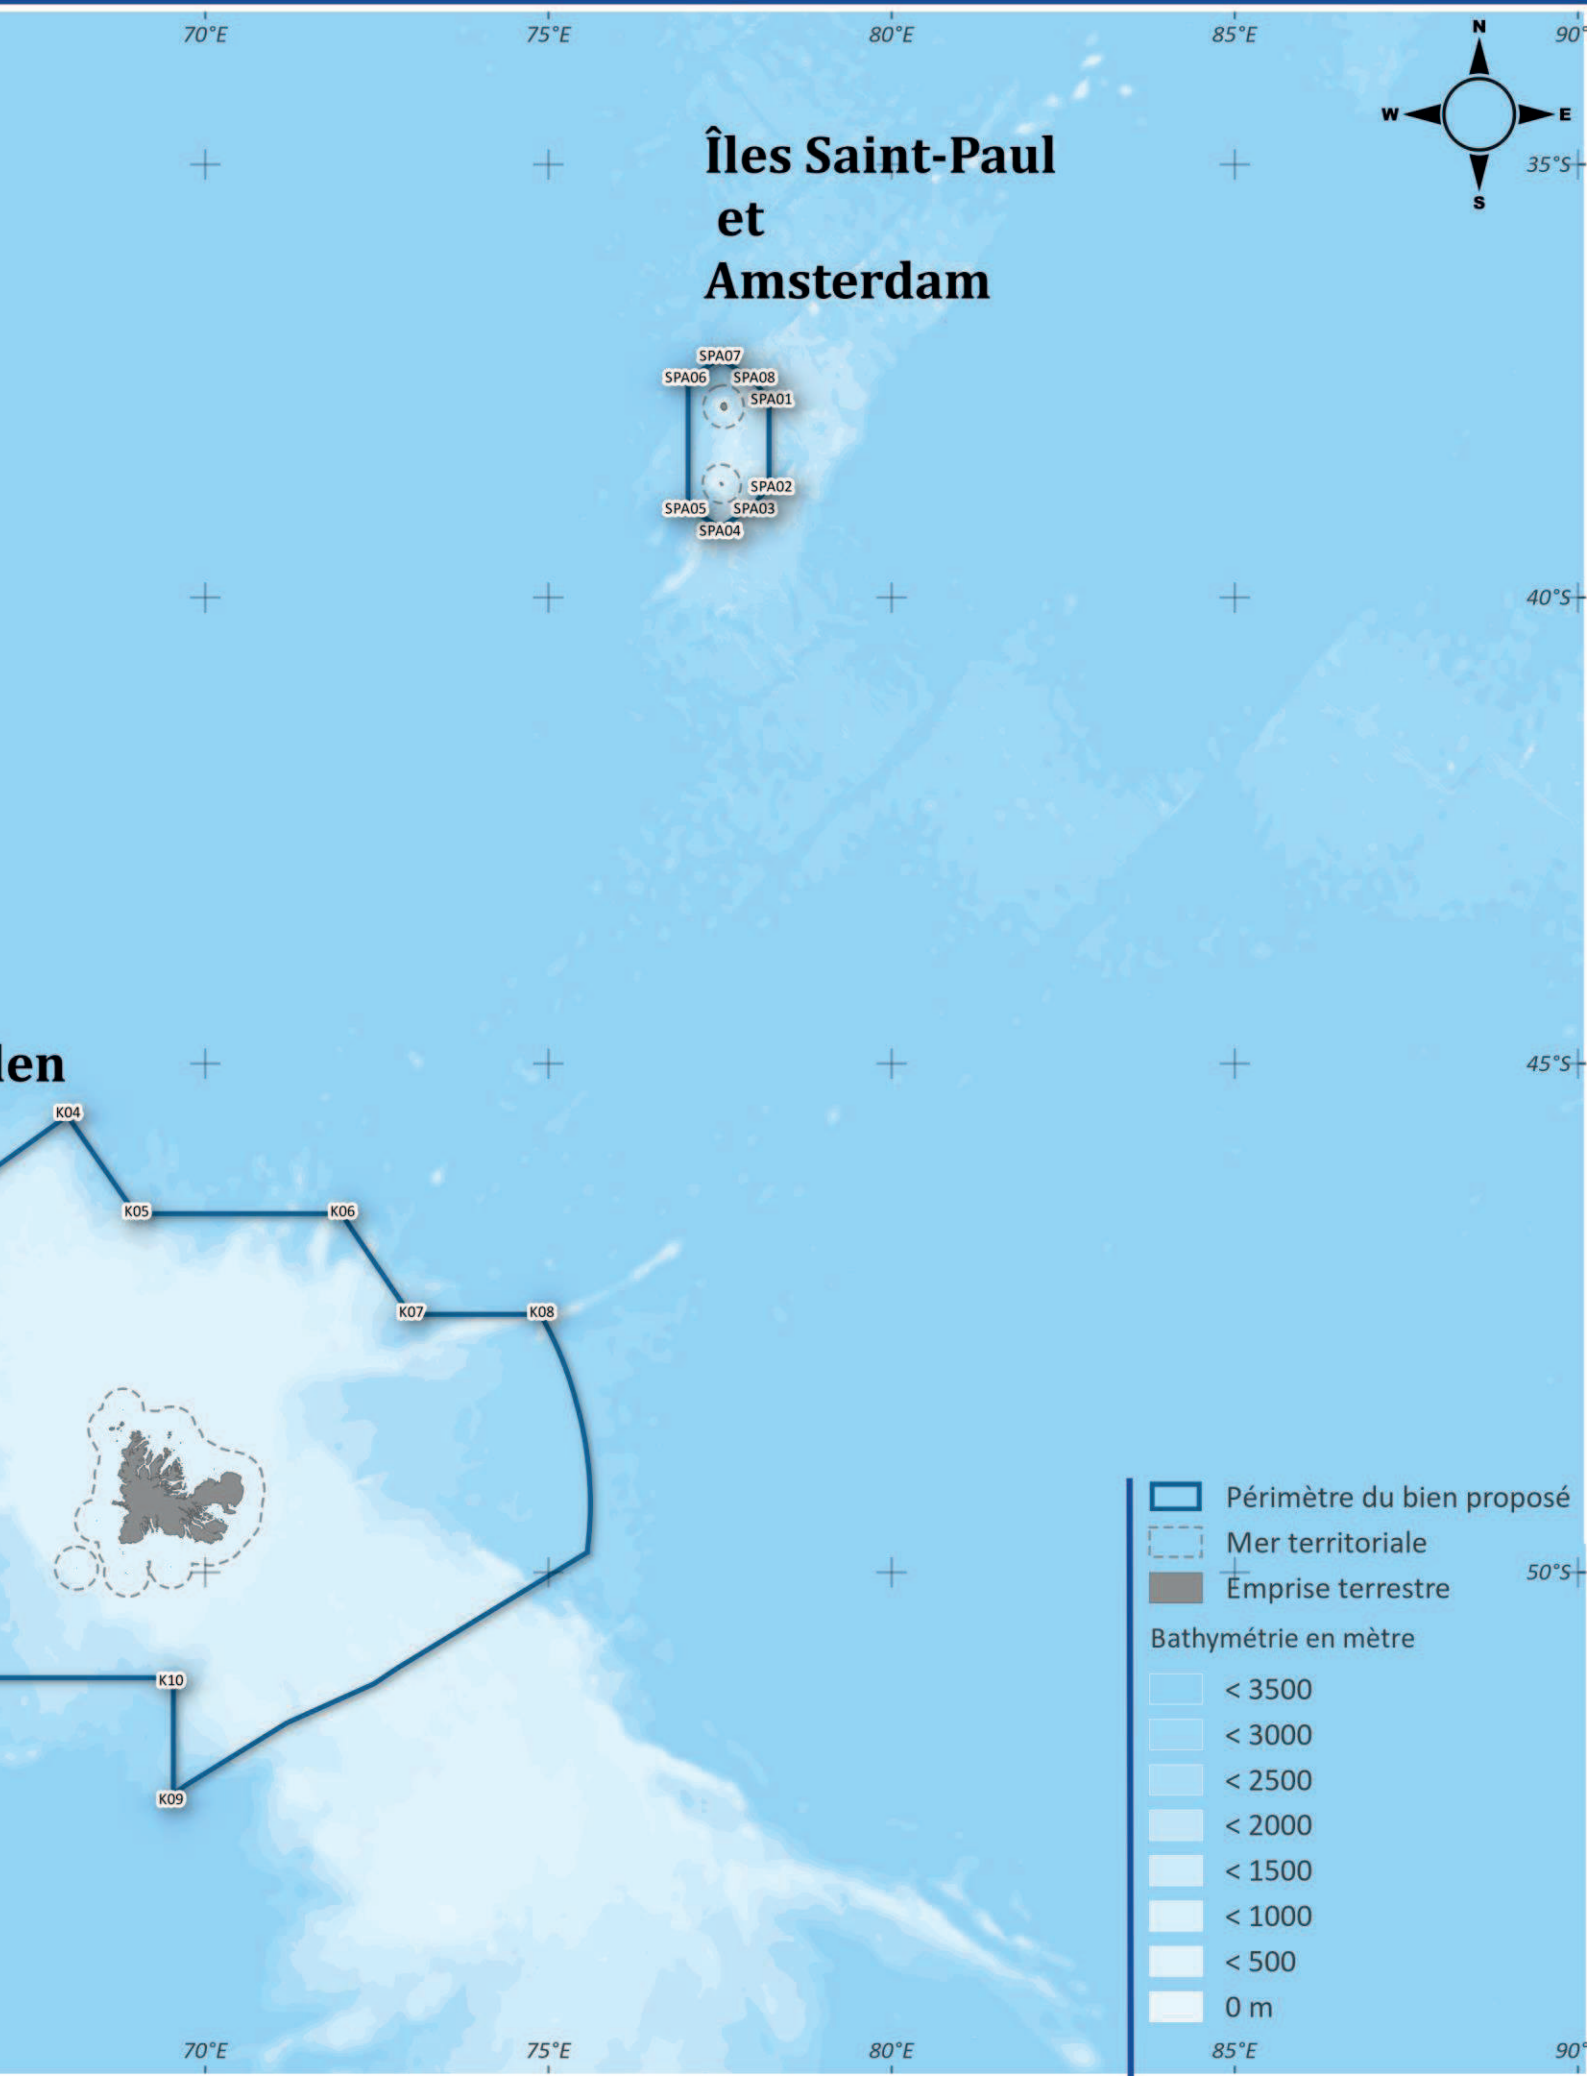 70°E 75°E 80°E 85°E 90°
N
W E
S
Îles Saint-Paul
et
Amsterdam
35°S
SPA07
SPA06 SPA08
SPA01
SPA02
SPA05 SPA03
SPA04
40°S
len
45°S
K04
K05 K06
K07 K08
Périmètre du bien proposé
Mer territoriale
50°S
Emprise terrestre
Bathymétrie en mètre
K10
< 3500
< 3000
< 2500
K09
< 2000
< 1500
< 1000
< 500
0 m
70°E 75°E 80°E 85°E 90°